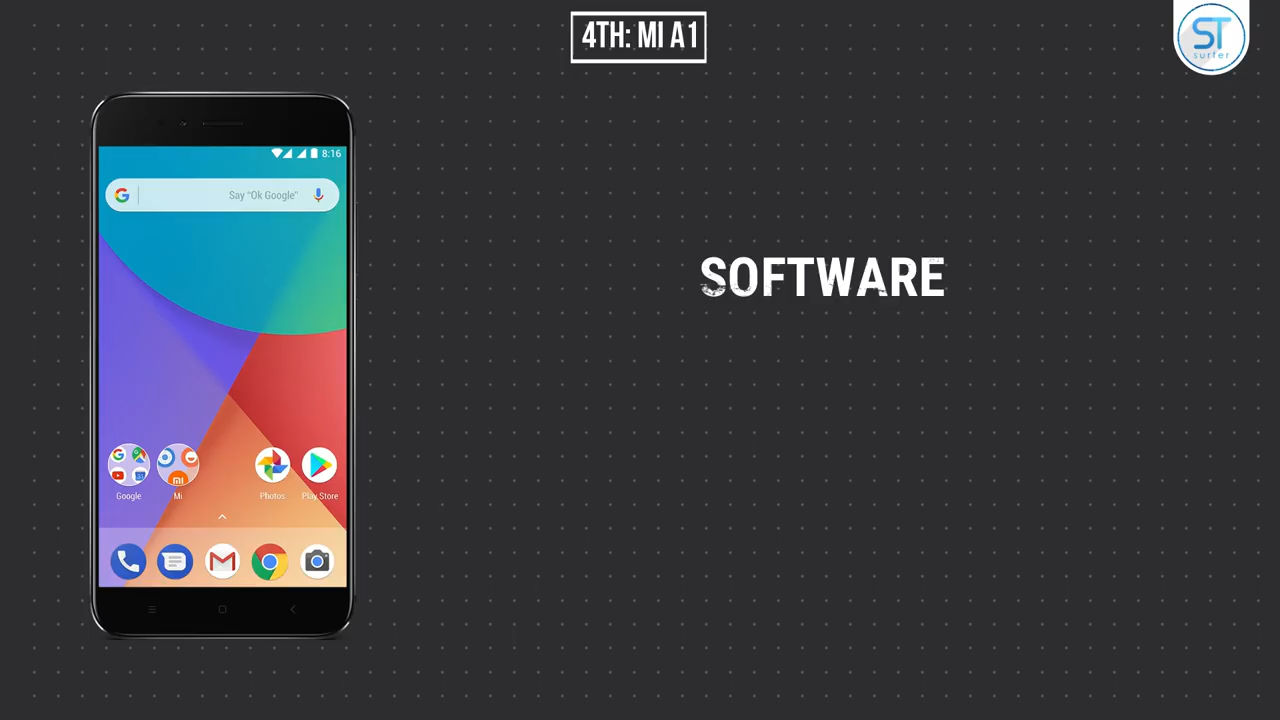 4TH: MI A1
ST
surfer
8:16
G Say "Ok Google"
SOFTWARE
Google Mi Photos Play Store